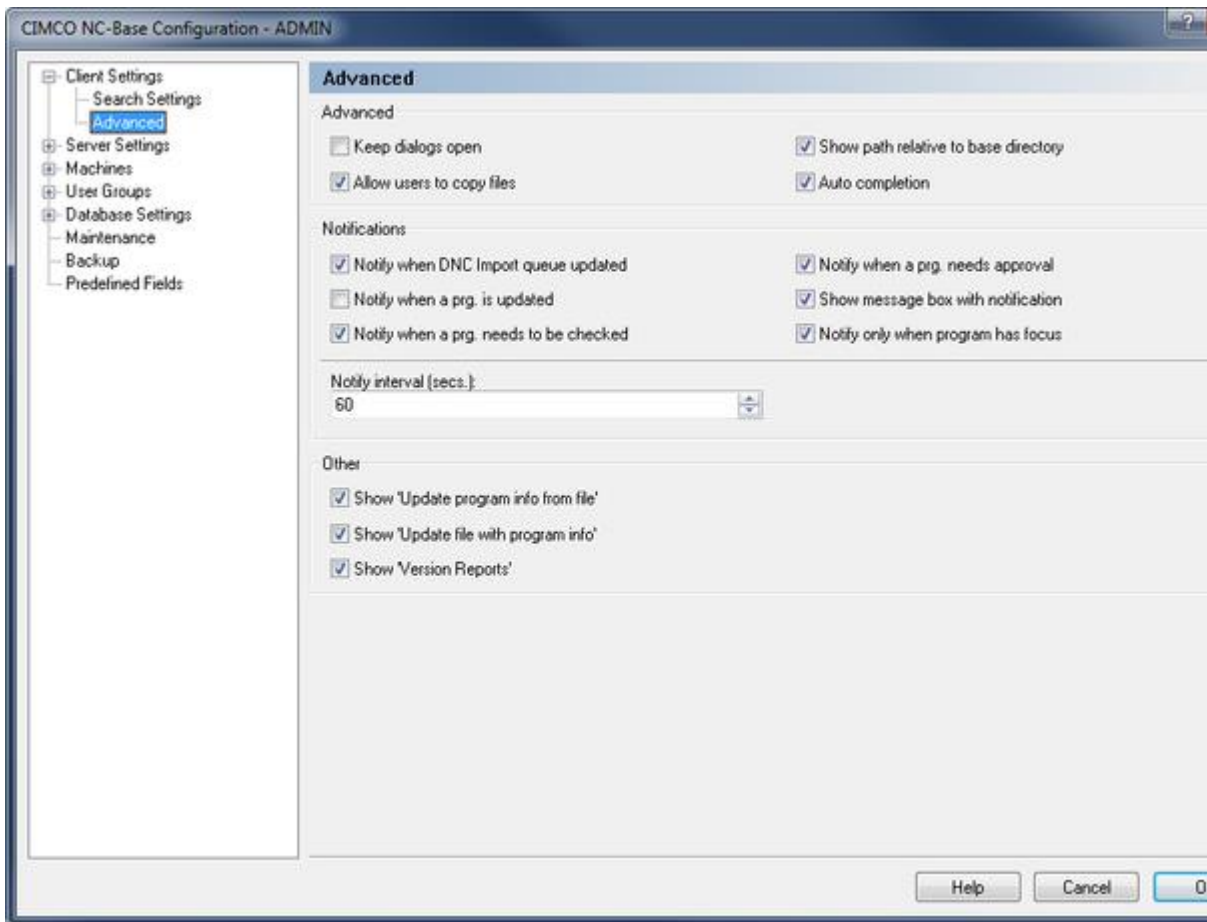 CIMCO NC-Base Configuration - ADMIN
?
Client Settings
Search Settings
Advanced
Server Settings
Machines
User Groups
Database Settings
Maintenance
Backup
Predefined Fields
Advanced
Advanced
Keep dialogs open
Show path relative to base directory
Allow users to copy files
Auto completion
Notifications
Notify when DNC Import queue updated
Notify when a prg. needs approval
Notify when a prg. is updated
Show message box with notification
Notify when a prg. needs to be checked
Notify only when program has focus
Notify interval (secs.):
60
Other
Show 'Update program info from file'
Show 'Update file with program info'
Show 'Version Reports'
Help
Cancel